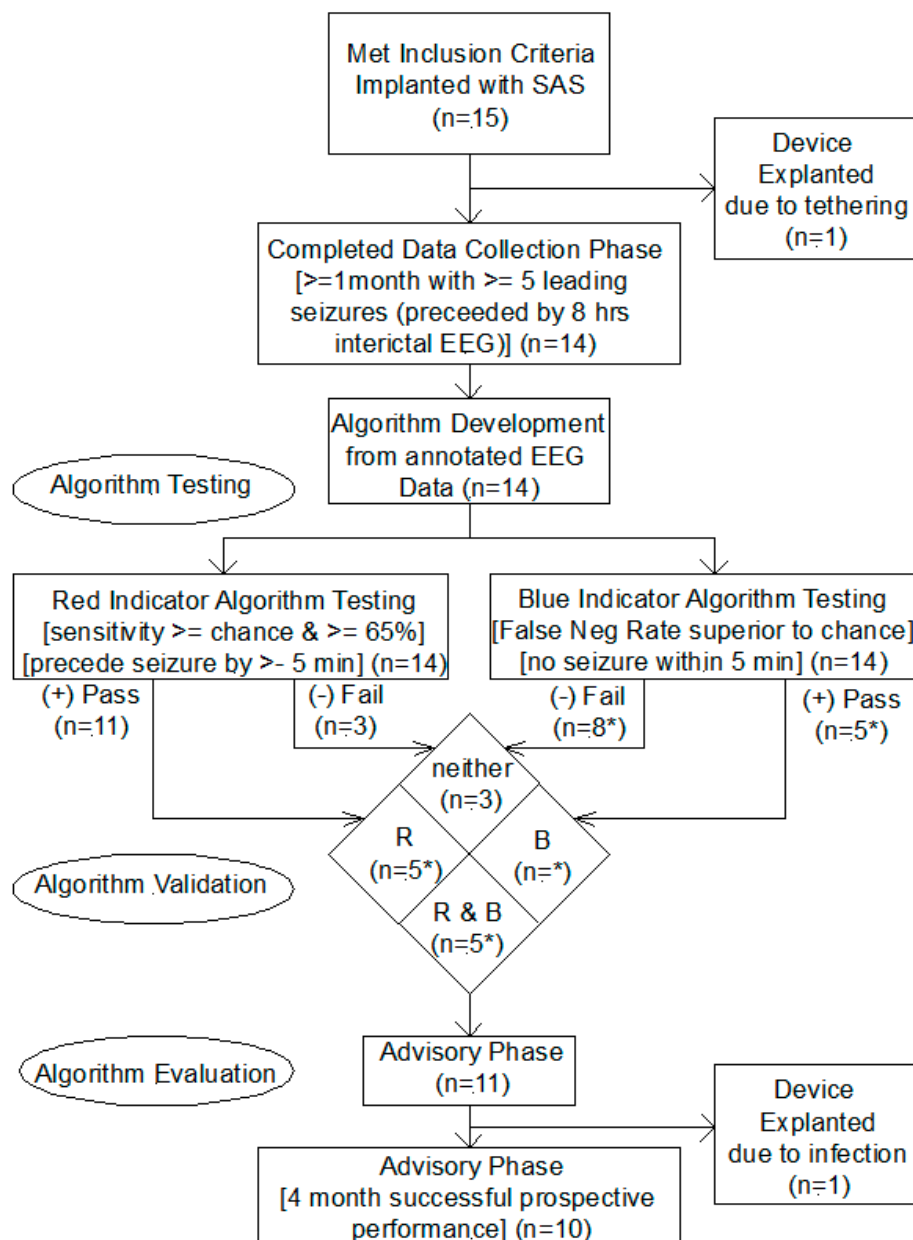 Met Inclusion Criteria
Implanted with SAS
(n=15)
Device
Explanted
due to tethering
(n=1)
Completed Data Collection Phase
[>=1month with >= 5 leading
seizures (preceeded by 8 hrs
interictal EEG)] (n=14)
Algorithm Development
from annotated EEG
Data (n=14)
Algorithm Testing
Red Indicator Algorithm Testing
[sensitivity >= chance & >= 65%]
[precede seizure by >- 5 min] (n=14)
Blue Indicator Algorithm Testing
[False Neg Rate superior to chance]
[no seizure within 5 min] (n=14)
(+) Pass
(n=11)
(-) Fail
(n=3)
(-) Fail
(n=8*)
(+) Pass
(n=5*)
neither
(n=3)
R
(n=5*)
B
(n=*)
R & B
(n=5*)
Algorithm Validation
Advisory Phase
(n=11)
Algorithm Evaluation
Device
Explanted
due to infection
(n=1)
Advisory Phase
[4 month successful prospective
performance] (n=10)